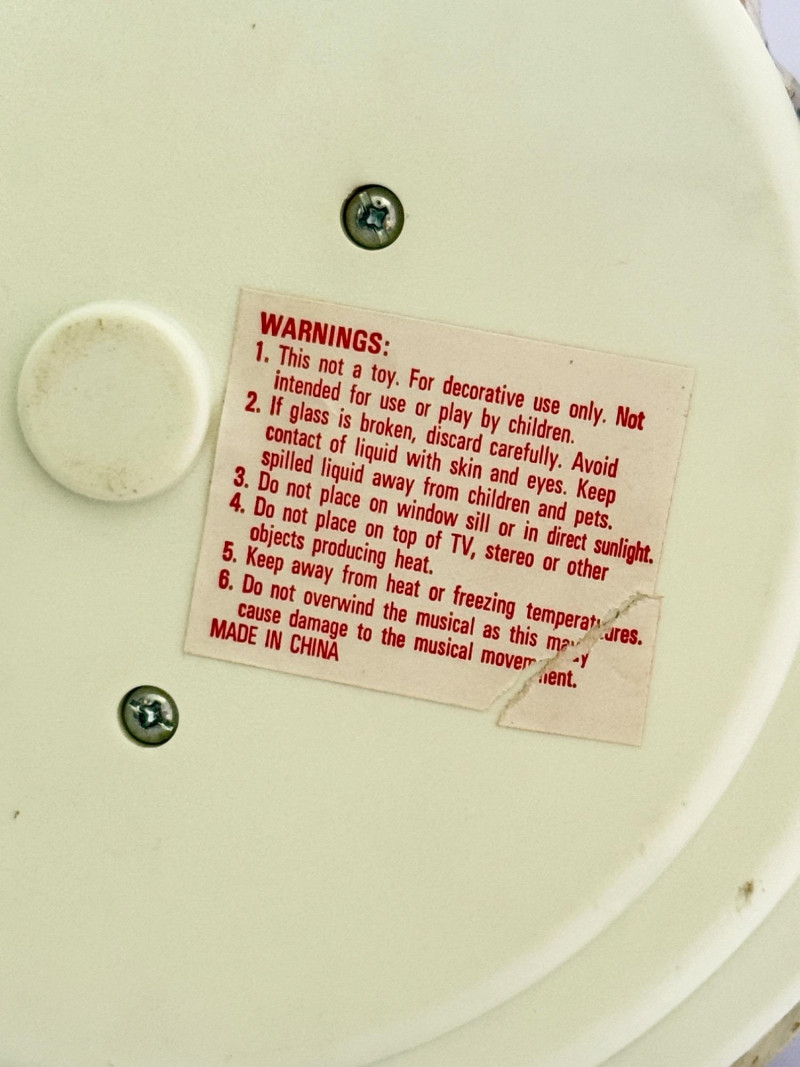 WARNINGS:
1. This not a toy. For decorative use only. Not
intended for use or play by children.
2. If glass is broken, discard carefully. Avoid
contact of liquid with skin and eyes. Keep
spilled liquid away from children and pets.
3. Do not place on window sill or in direct sunlight.
4. Do not place on top of TV, stereo or other
objects producing heat.
5. Keep away from heat or freezing temperatures.
6. Do not overwind the musical as this may
cause damage to the musical movement.
MADE IN CHINA